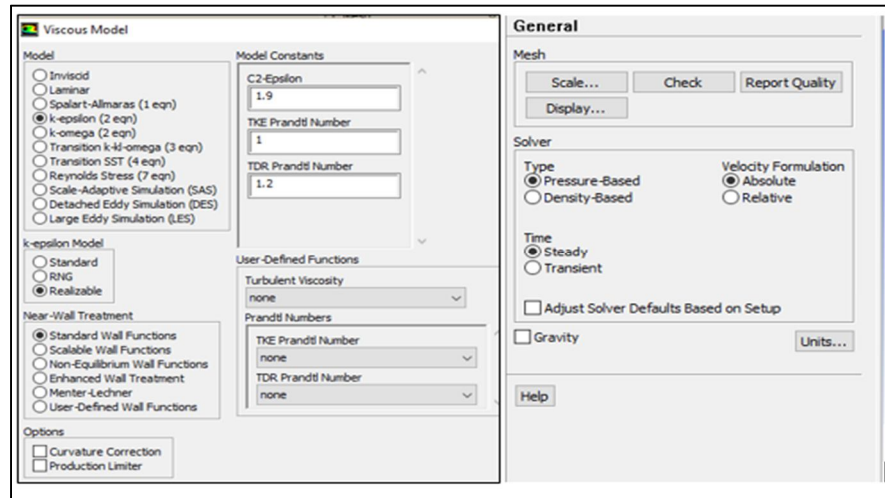 Viscous Model
Model
Inviscid
Laminar
Spalart-Allmaras (1 eqn)
k-epsilon (2 eqn)
k-omega (2 eqn)
Transition k-kl-omega (3 eqn)
Transition SST (4 eqn)
Reynolds Stress (7 eqn)
Scale-Adaptive Simulation (SAS)
Detached Eddy Simulation (DES)
Large Eddy Simulation (LES)
k-epsilon Model
Standard
RNG
Realizable
Near-Wall Treatment
Standard Wall Functions
Scalable Wall Functions
Non-Equilibrium Wall Functions
Enhanced Wall Treatment
Menter-Lechner
User-Defined Wall Functions
Options
Curvature Correction
Production Limiter
Model Constants
C2-Epsilon
1.9
TKE Prandtl Number
1
TDR Prandtl Number
1.2
User-Defined Functions
Turbulent Viscosity
none
Prandtl Numbers
TKE Prandtl Number
none
TDR Prandtl Number
none
General
Mesh
Scale... Check Report Quality
Display...
Solver
Type Velocity Formulation
Pressure-Based Absolute
Density-Based Relative
Time
Steady
Transient
Adjust Solver Defaults Based on Setup
Gravity Units...
Help